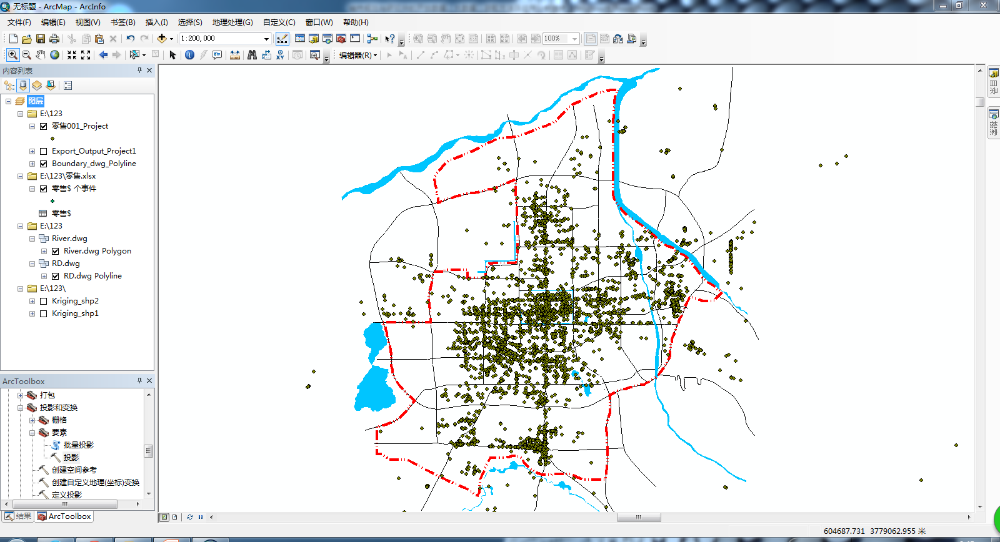 无标题 - ArcMap - ArcInfo
文件(F) 编辑(E) 视图(V) 书签(B) 插入(I) 选择(S) 地理处理(G) 自定义(C) 窗口(W) 帮助(H)
1:200,000
100%
编辑器(R)
内容列表
图层
E:\123
零售001_Project
Export_Output_Project1
Boundary_dwg_Polyline
E:\123\零售.xlsx
零售$ 个事件
零售$
E:\123
River.dwg
River.dwg Polygon
RD.dwg
RD.dwg Polyline
E:\123\
Kriging_shp2
Kriging_shp1
ArcToolbox
打包
投影和变换
栅格
要素
批量投影
投影
创建空间参考
创建自定义地理(坐标)变换
定义投影
结果 ArcToolbox
目录
搜索
604687.731 3779062.955 米